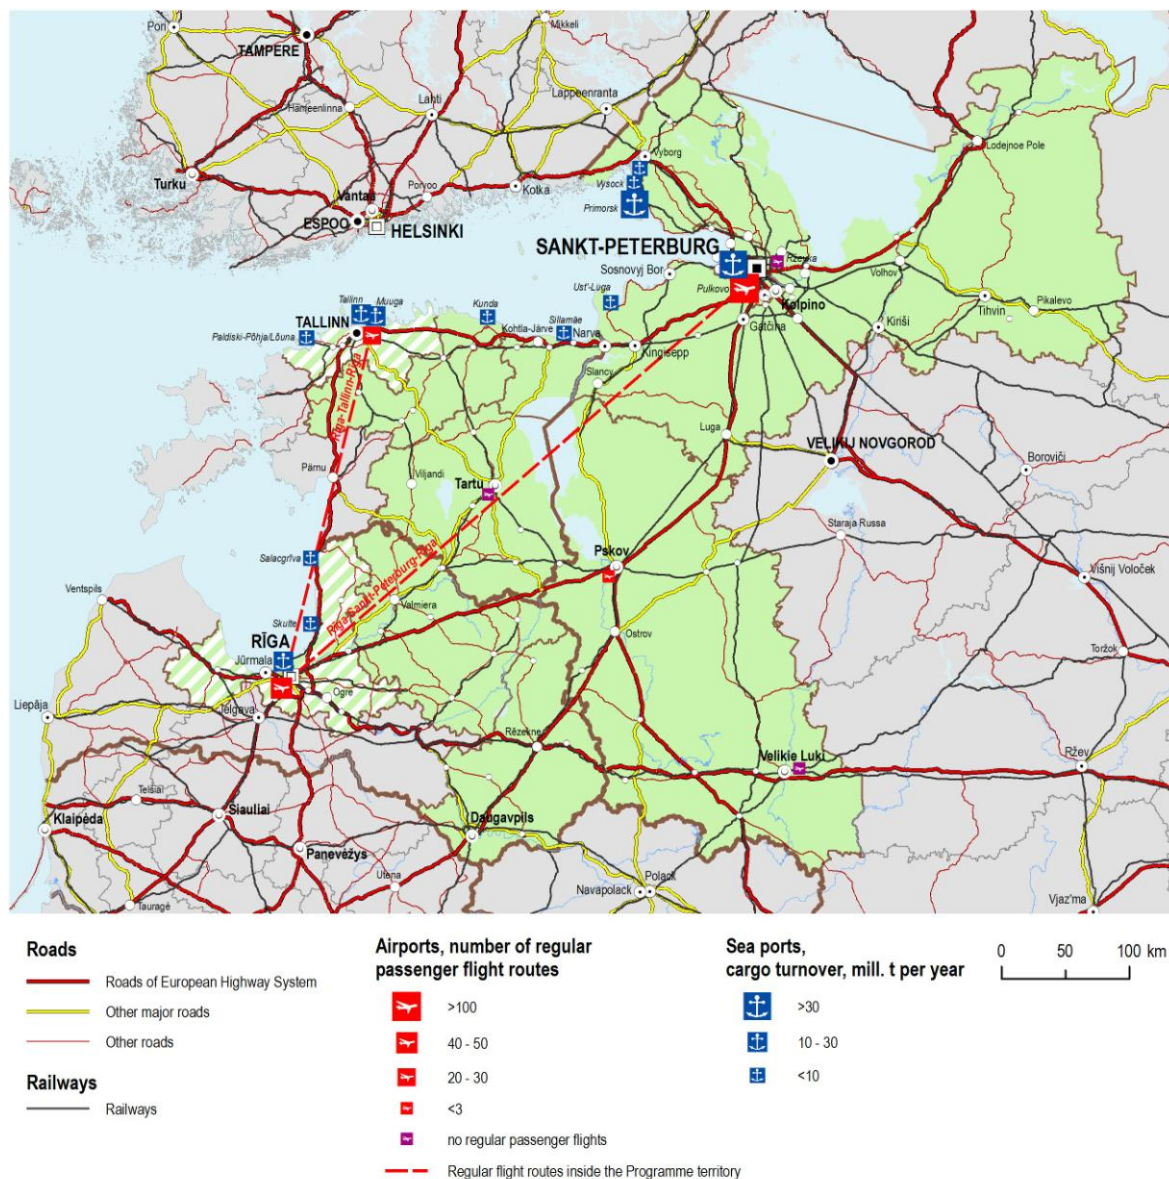 Pori
Mikkeli
TAMPERE
Hämeenlinna
Lahti
Lappeenranta
Lodejnoe Pole
Vyborg
Turku
Vantaa
Porvoo
Kotka
Vysock
Primorsk
ESPOO
HELSINKI
SANKT-PETERBURG
Rževka
Sosnovyj Bor
Volhov
Pulkovo
Kolpino
Tihvin
Pikalevo
Ust'-Luga
Tallinn
Muuga
Kunda
Gatčina
Kiriši
TALLINN
Sillamäe
Paldiski-Põhja/Lõuna
Kohtla-Järve
Narva
Kingisepp
Slancy
Rīga-Tallinn-Rīga
Luga
VELIKIJ NOVGOROD
Boroviči
Pärnu
Viljandi
Tartu
Staraja Russa
Salacgrīva
Rīga-Sankt-Peterburg-Rīga
Pskov
Višnij Voloček
Ventspils
Valmiera
Skulte
Ostrov
RĪGA
Jūrmala
Toržok
Ogre
Liepāja
Jelgava
Rēzekne
Velikie Luki
Ržev
Telšiai
Šiauliai
Klaipėda
Daugavpils
Panevėžys
Utena
Polack
Navapolack
Tauragė
Vjaz'ma
Roads
Roads of European Highway System
Other major roads
Other roads
Railways
Railways
Airports, number of regular
passenger flight routes
>100
40 - 50
20 - 30
<3
no regular passenger flights
Regular flight routes inside the Programme territory
Sea ports,
cargo turnover, mill. t per year
>30
10 - 30
<10
0 50 100 km